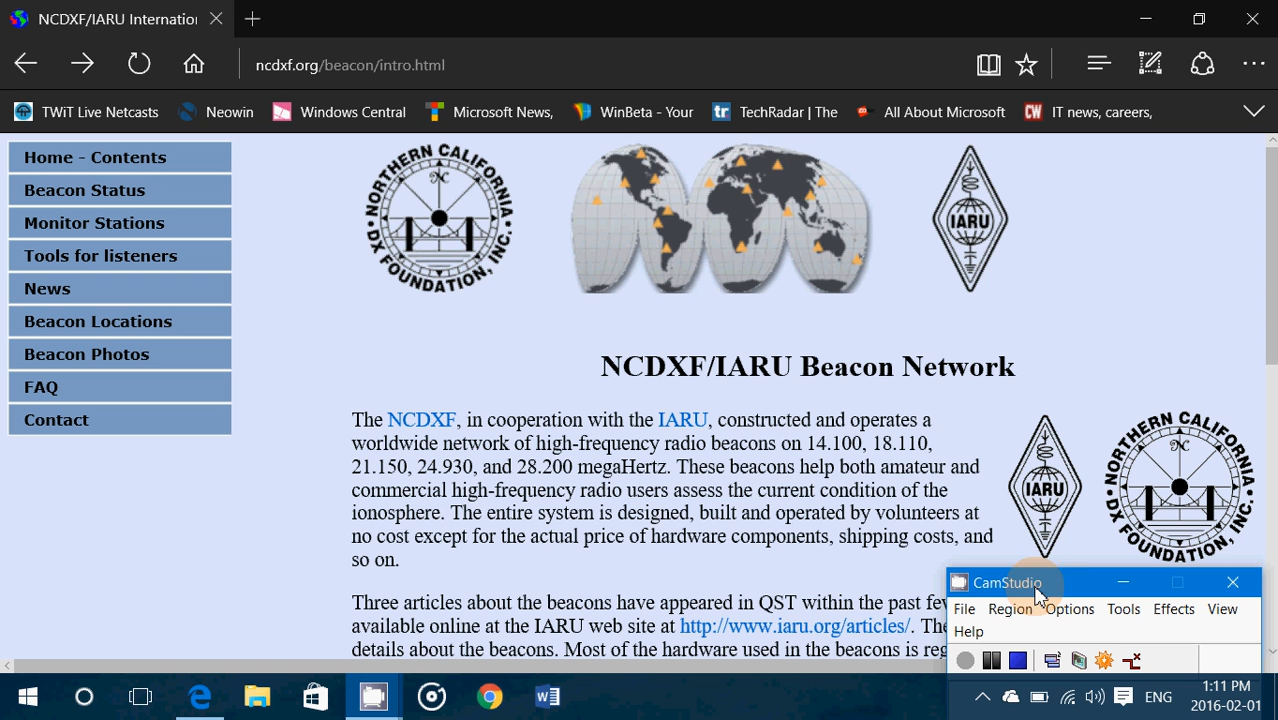 NCDXF/IARU Internatio
ncdxf.org/beacon/intro.html
TWiT Live Netcasts Neowin Windows Central Microsoft News, WinBeta - Your tr TechRadar | The All About Microsoft CW IT news, careers,
Home - Contents
Beacon Status
Monitor Stations
Tools for listeners
News
Beacon Locations
Beacon Photos
FAQ
Contact
NORTHERN CALIFORNIA
DX FOUNDATION, INC.
IARU
NCDXF/IARU Beacon Network
The NCDXF, in cooperation with the IARU, constructed and operates a
worldwide network of high-frequency radio beacons on 14.100, 18.110,
21.150, 24.930, and 28.200 megaHertz. These beacons help both amateur and
commercial high-frequency radio users assess the current condition of the
ionosphere. The entire system is designed, built and operated by volunteers at
no cost except for the actual price of hardware components, shipping costs, and
so on.
IARU
NORTHERN CALIFORNIA
DX FOUNDATION, INC.
Three articles about the beacons have appeared in QST within the past
available online at the IARU web site at http://www.iaru.org/articles/.
details about the beacons. Most of the hardware used in the beacons is
CamStudio
File Region Options Tools Effects View
Help
ENG
1:11 PM
2016-02-01